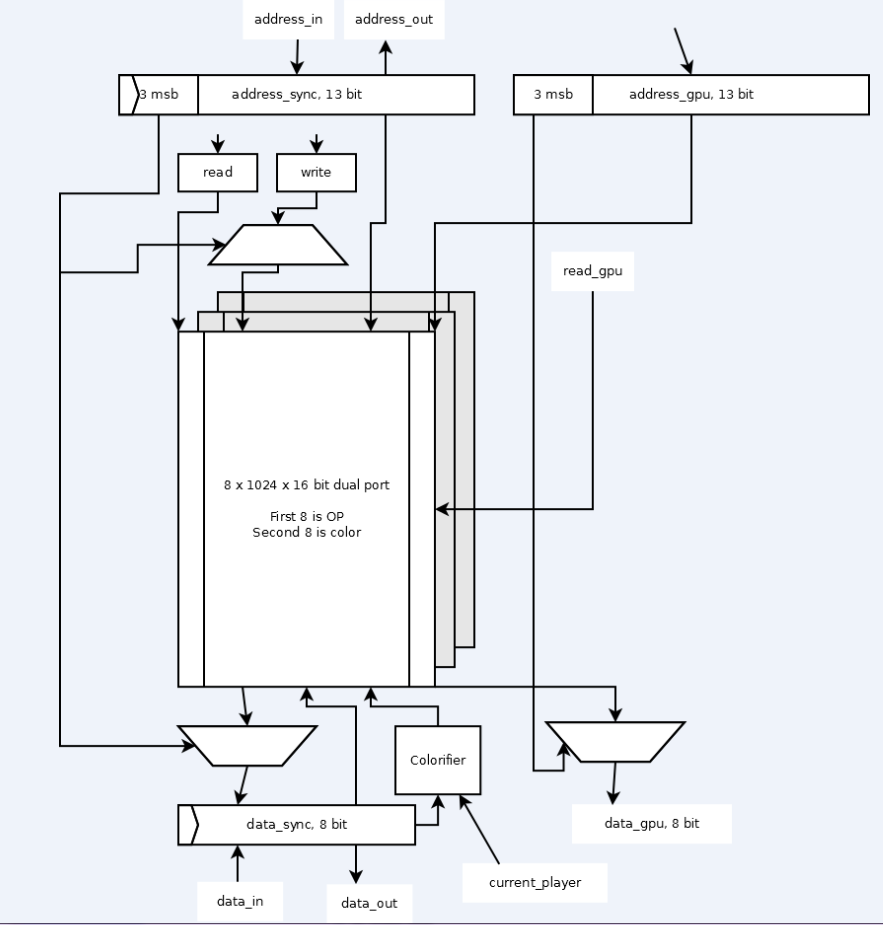 address_in
address_out
3 msb
address_sync, 13 bit
3 msb
address_gpu, 13 bit
read
write
read_gpu
8 x 1024 x 16 bit dual port
First 8 is OP
Second 8 is color
Colorifier
data_sync, 8 bit
data_gpu, 8 bit
current_player
data_in
data_out